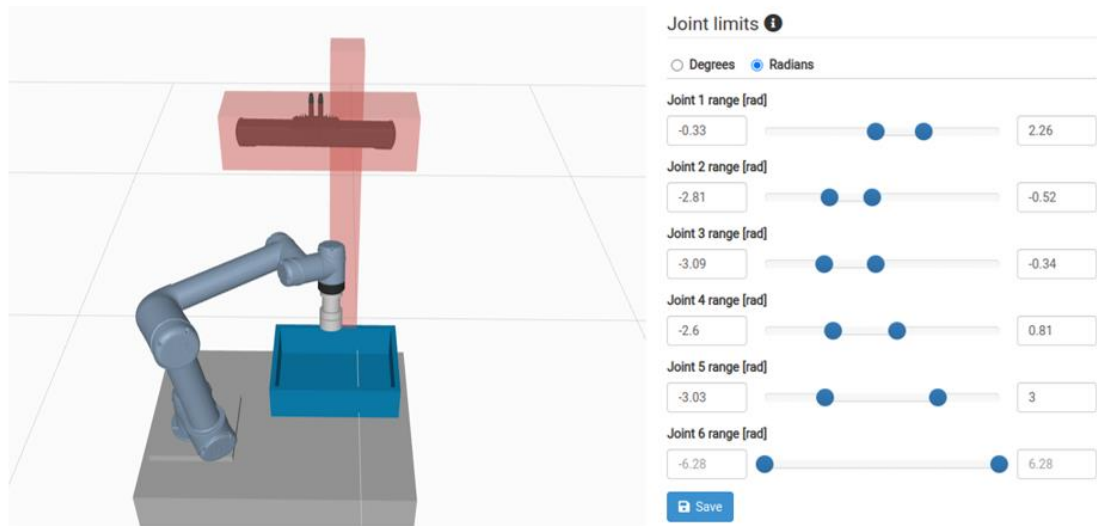 Joint limits
Degrees Radians
Joint 1 range [rad]
-0.33 2.26
Joint 2 range [rad]
-2.81 -0.52
Joint 3 range [rad]
-3.09 -0.34
Joint 4 range [rad]
-2.6 0.81
Joint 5 range [rad]
-3.03 3
Joint 6 range [rad]
-6.28 6.28
Save